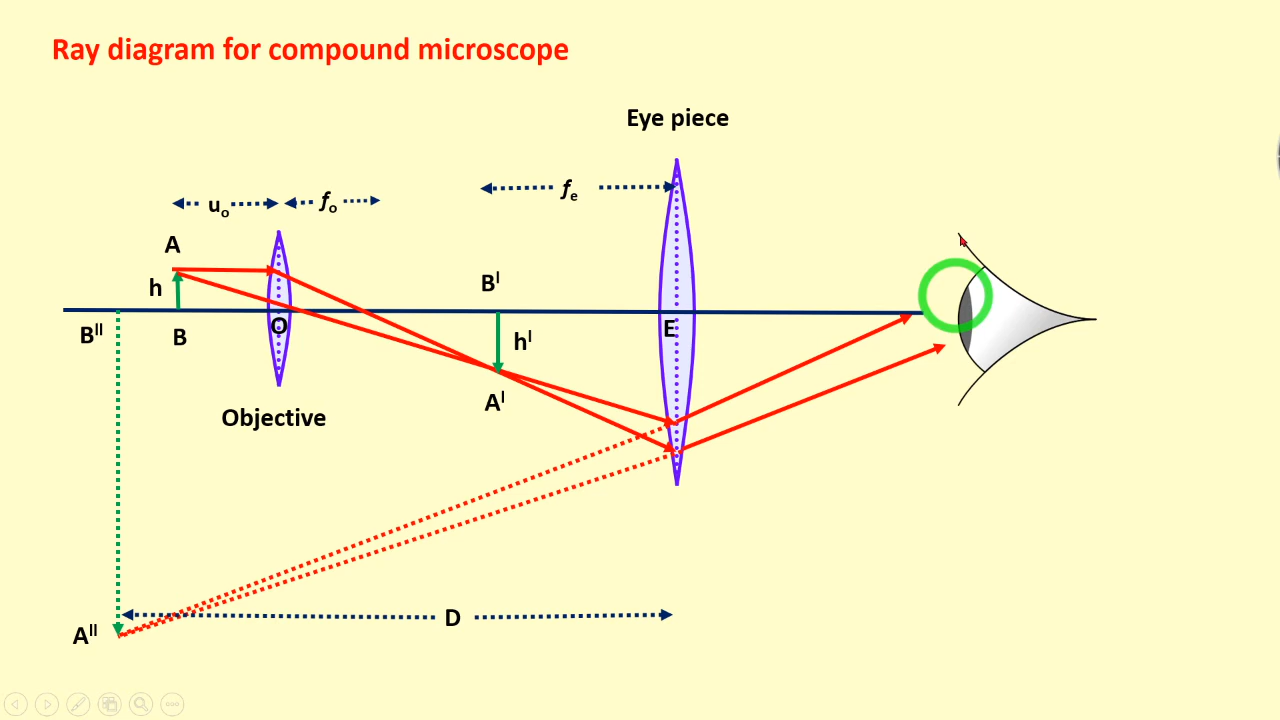 Ray diagram for compound microscope
Eye piece
uo
fo
fe
A
h
B
O
Bᴵ
hᴵ
Aᴵ
E
Bᴵᴵ
Objective
Aᴵᴵ
D